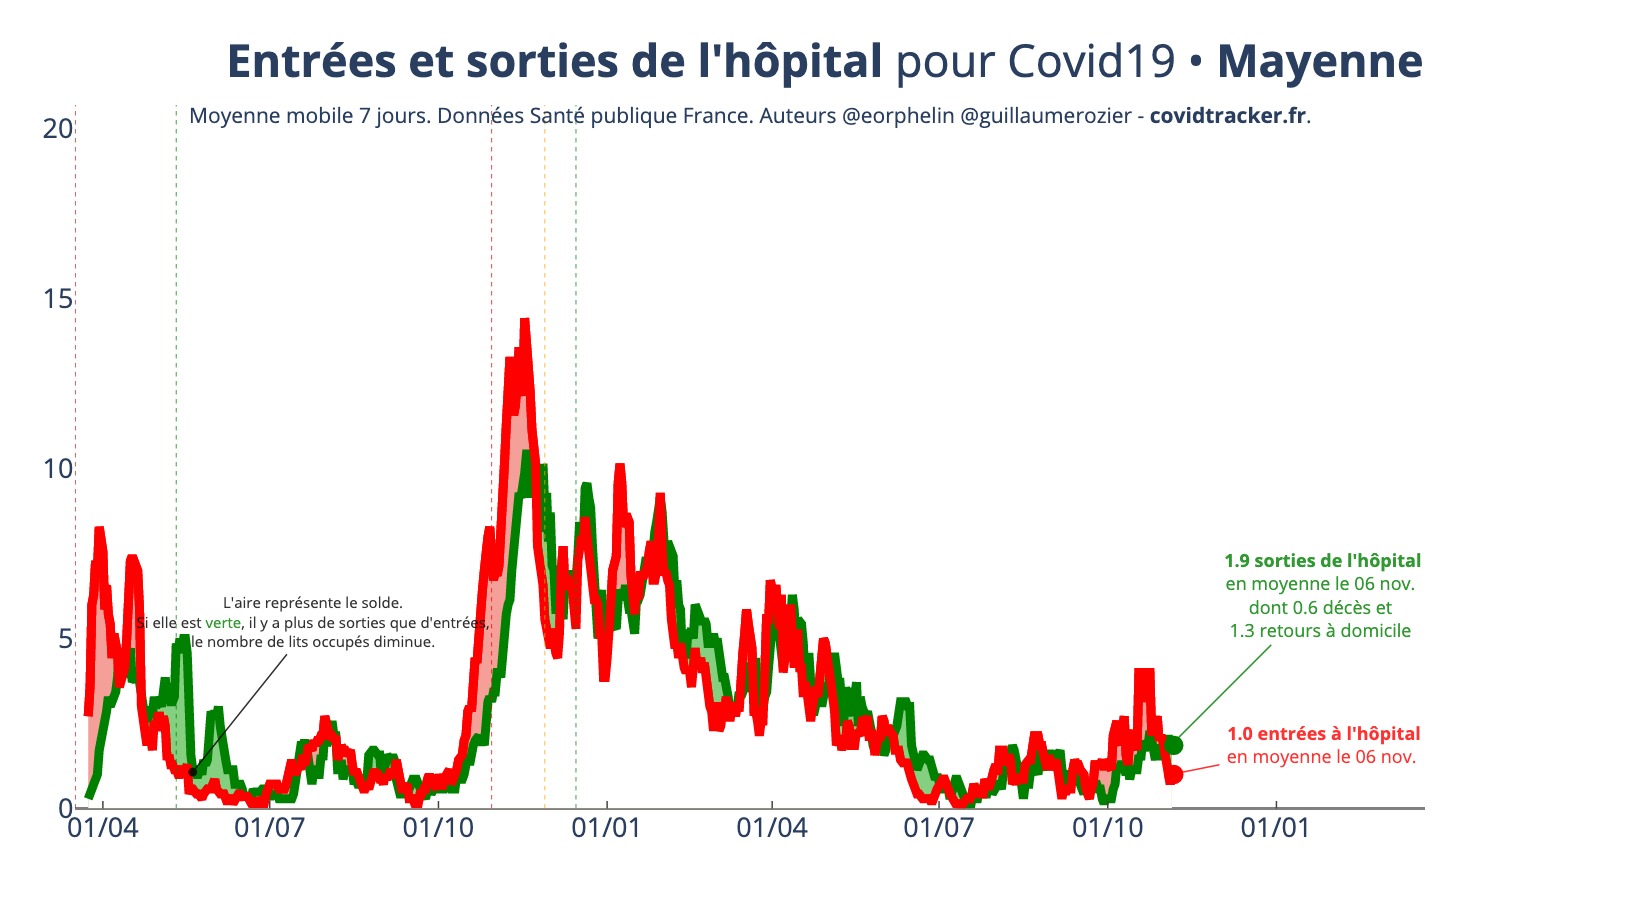 Entrées et sorties de l'hôpital pour Covid19 • Mayenne
Moyenne mobile 7 jours. Données Santé publique France. Auteurs @eorphelin @guillaumerozier - covidtracker.fr.
20
15
10
5
0
L'aire représente le solde.
Si elle est verte, il y a plus de sorties que d'entrées,
le nombre de lits occupés diminue.
1.9 sorties de l'hôpital
en moyenne le 06 nov.
dont 0.6 décès et
1.3 retours à domicile
1.0 entrées à l'hôpital
en moyenne le 06 nov.
01/04 01/07 01/10 01/01 01/04 01/07 01/10 01/01